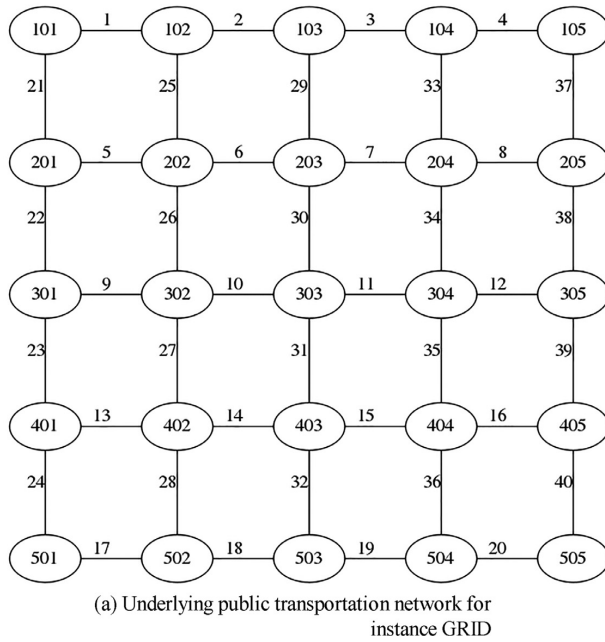 101 1 102 2 103 3 104 4 105
21 25 29 33 37
201 5 202 6 203 7 204 8 205
22 26 30 34 38
301 9 302 10 303 11 304 12 305
23 27 31 35 39
401 13 402 14 403 15 404 16 405
24 28 32 36 40
501 17 502 18 503 19 504 20 505
(a) Underlying public transportation network for
instance GRID